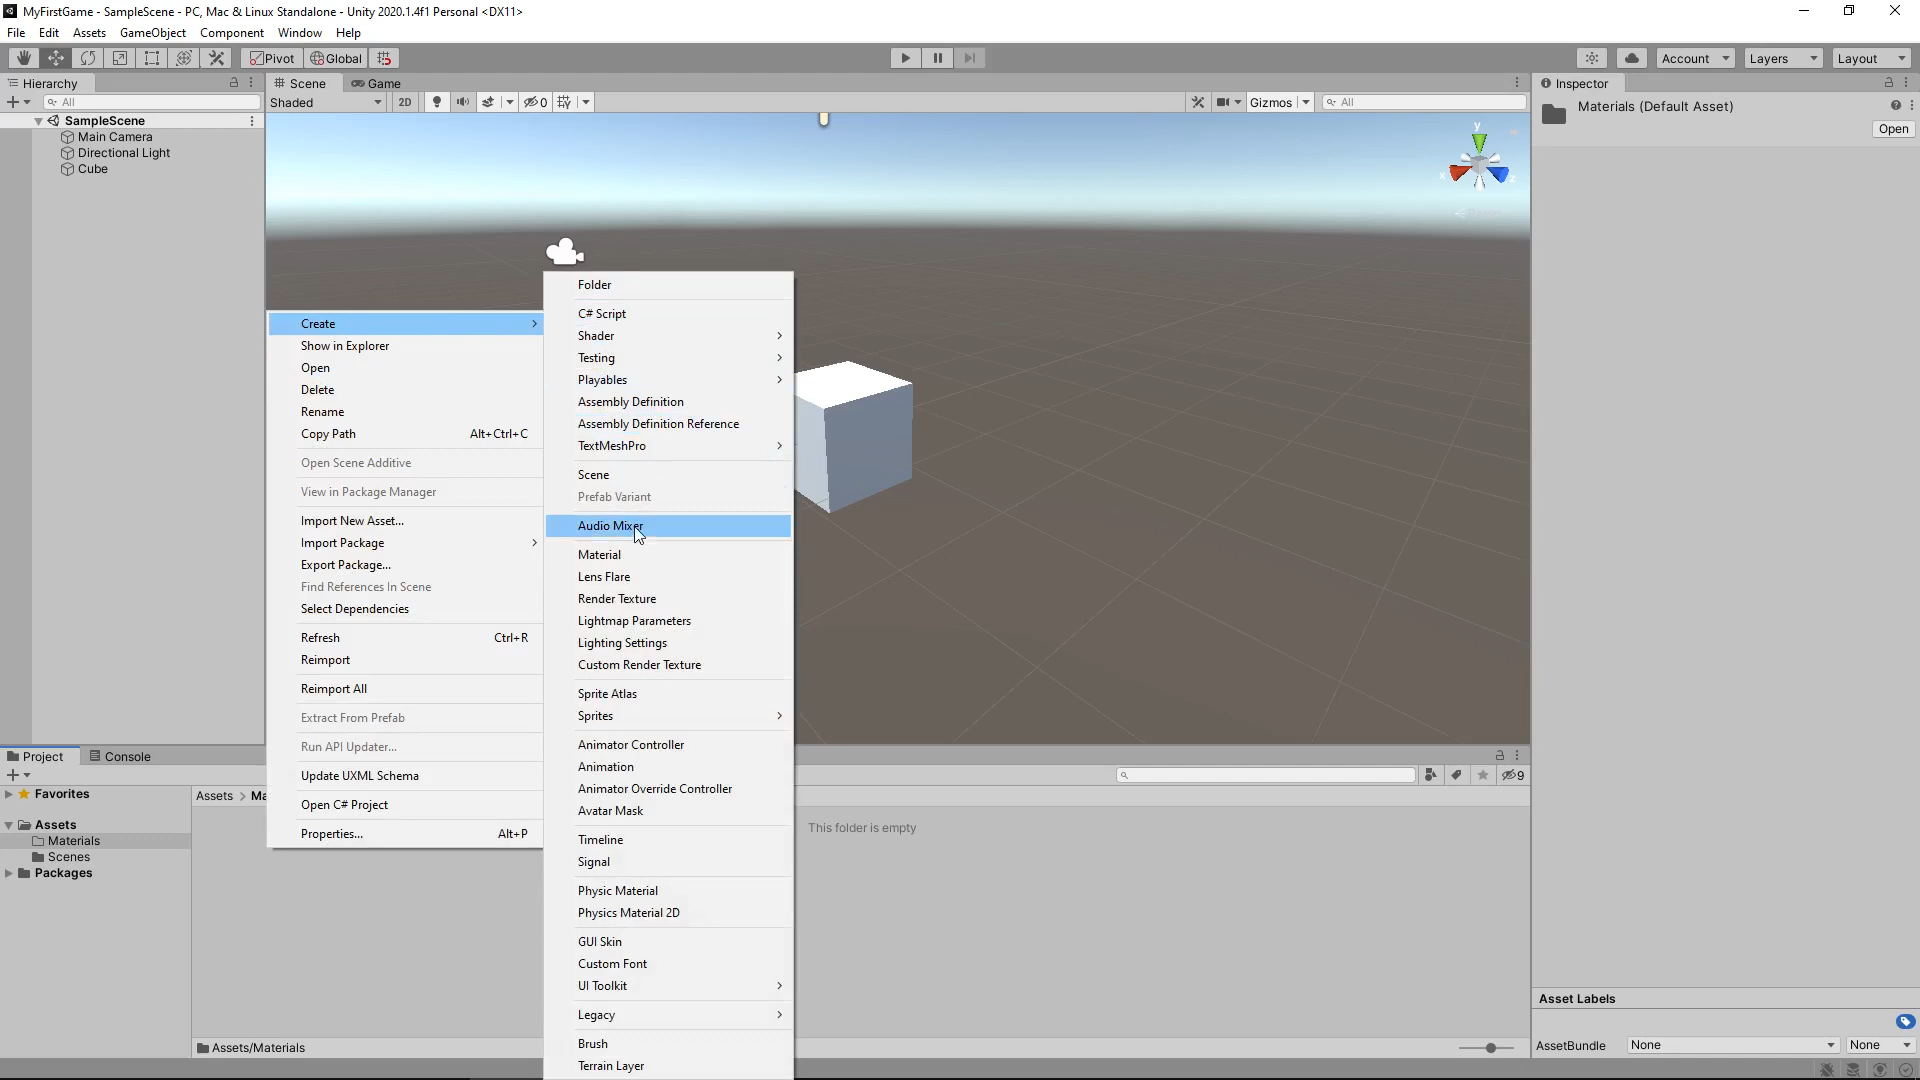 MyFirstGame - SampleScene - PC, Mac & Linux Standalone - Unity 2020.1.4f1 Personal <DX11>
File Edit Assets GameObject Component Window Help
Pivot Global Account Layers Layout
Hierarchy
All
SampleScene
Main Camera
Directional Light
Cube
Scene Game
Shaded 2D 0 Gizmos All
y
x
z
Inspector
Materials (Default Asset)
Open
Create
Show in Explorer
Open
Delete
Rename
Copy Path Alt+Ctrl+C
Open Scene Additive
View in Package Manager
Import New Asset...
Import Package
Export Package...
Find References In Scene
Select Dependencies
Refresh Ctrl+R
Reimport
Reimport All
Extract From Prefab
Run API Updater...
Update UXML Schema
Open C# Project
Properties... Alt+P
Folder
C# Script
Shader
Testing
Playables
Assembly Definition
Assembly Definition Reference
TextMeshPro
Scene
Prefab Variant
Audio Mixer
Material
Lens Flare
Render Texture
Lightmap Parameters
Lighting Settings
Custom Render Texture
Sprite Atlas
Sprites
Animator Controller
Animation
Animator Override Controller
Avatar Mask
Timeline
Signal
Physic Material
Physics Material 2D
GUI Skin
Custom Font
UI Toolkit
Legacy
Brush
Terrain Layer
Project Console
9
Favorites
Assets
Materials
Scenes
Packages
Assets > Ma
This folder is empty
Assets/Materials
Asset Labels
AssetBundle None None